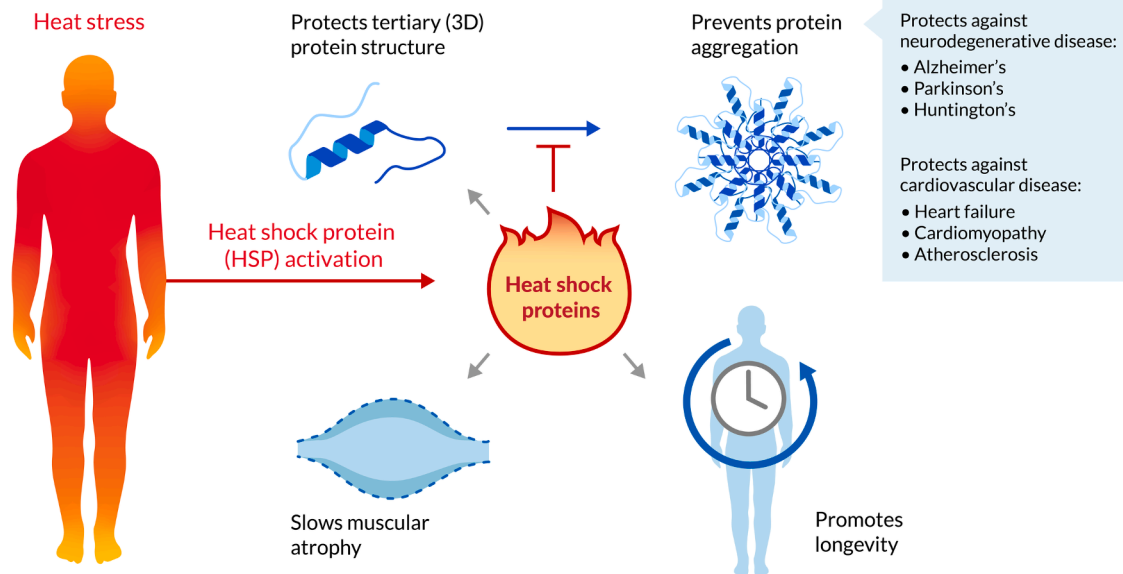 Heat stress
Protects tertiary (3D)
protein structure
Prevents protein
aggregation
Protects against
neurodegenerative disease:
• Alzheimer’s
• Parkinson’s
• Huntington’s
Protects against
cardiovascular disease:
• Heart failure
• Cardiomyopathy
• Atherosclerosis
Heat shock protein
(HSP) activation
Heat shock
proteins
Slows muscular
atrophy
Promotes
longevity